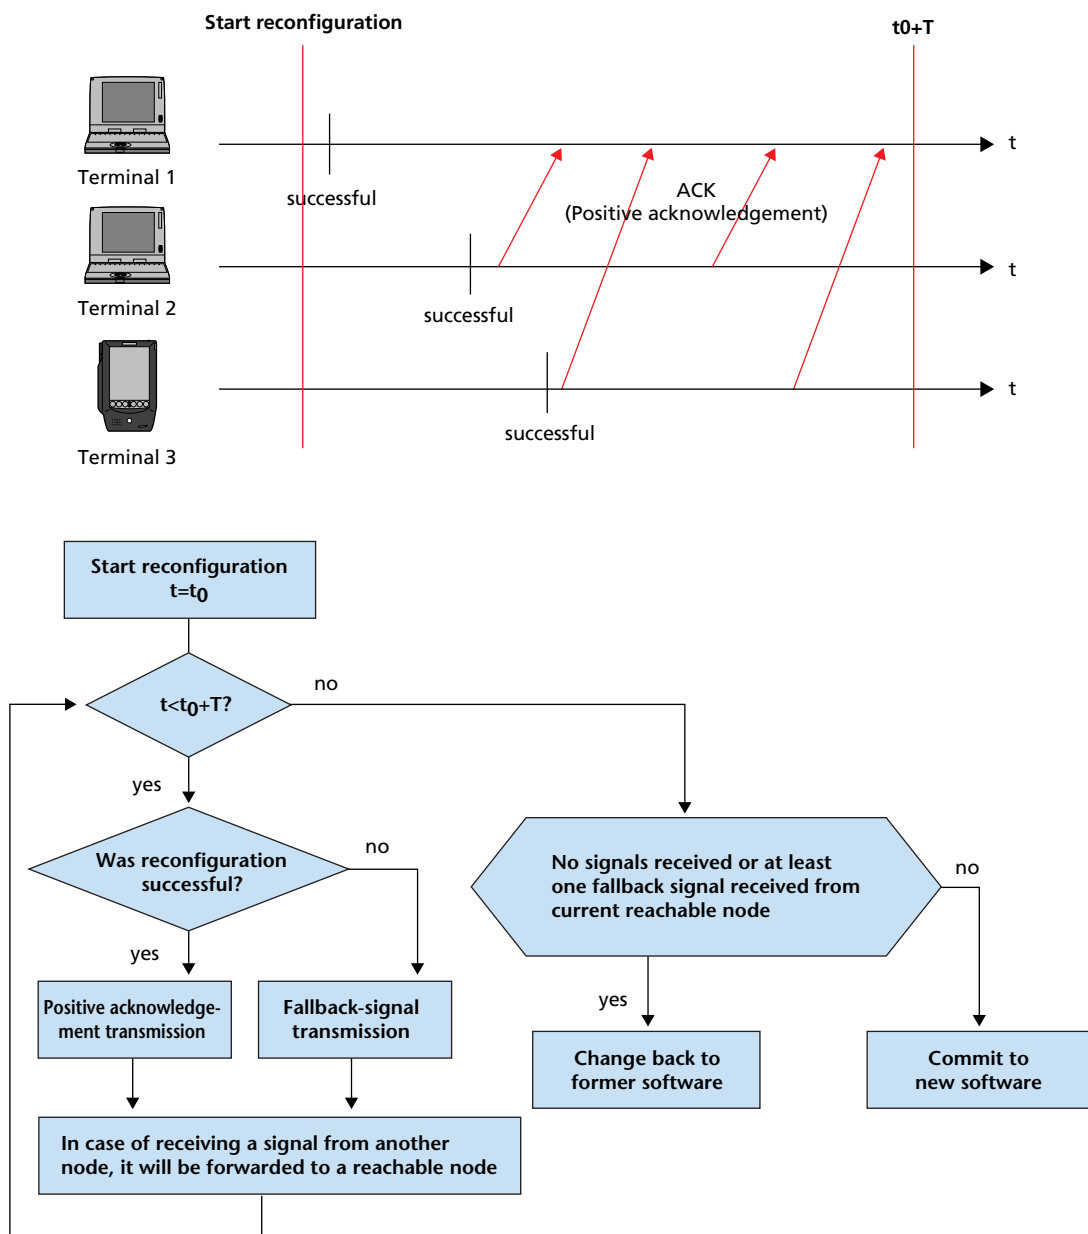 Start reconfiguration
t0+T
Terminal 1
t
successful
ACK
(Positive acknowledgement)
Terminal 2
t
successful
Terminal 3
t
successful
Start reconfiguration
t=t0
t<t0+T?
no
yes
Was reconfiguration
successful?
no
yes
Positive acknowledge-
ment transmission
Fallback-signal
transmission
In case of receiving a signal from another
node, it will be forwarded to a reachable node
No signals received or at least
one fallback signal received from
current reachable node
no
yes
Change back to
former software
Commit to
new software